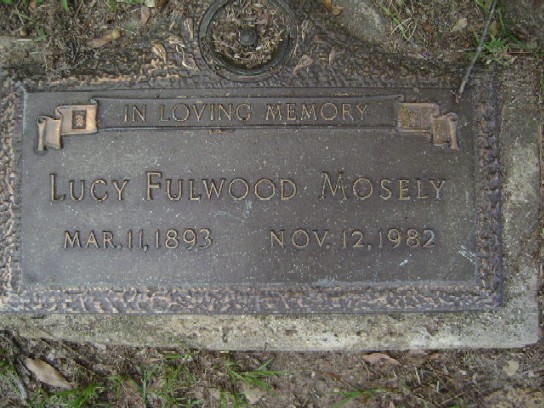 IN LOVING MEMORY
LUCY FULWOOD MOSELY
MAR. 11, 1893 NOV. 12, 1982